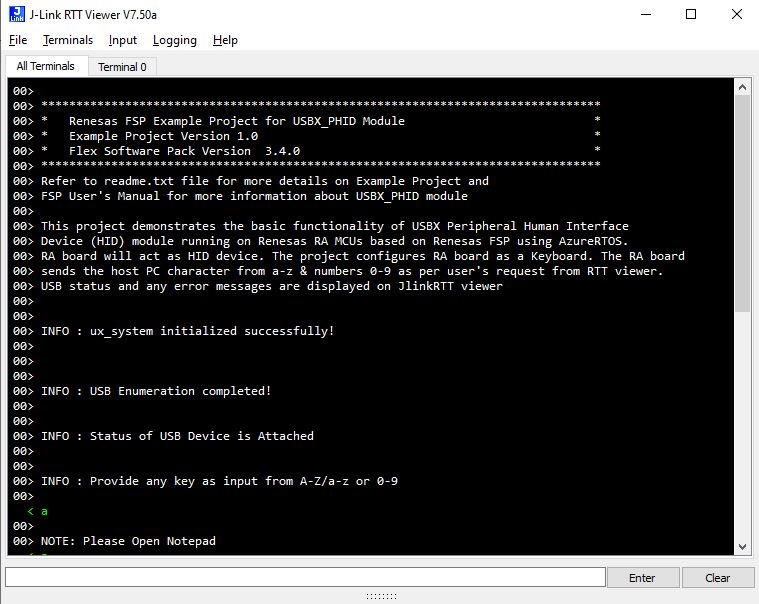 J-Link RTT Viewer V7.50a
File Terminals Input Logging Help
All Terminals Terminal 0
00>
00> ********************************************************************************
00> *   Renesas FSP Example Project for USBX_PHID Module                           *
00> *   Example Project Version 1.0                                                *
00> *   Flex Software Pack Version  3.4.0                                          *
00> ********************************************************************************
00> Refer to readme.txt file for more details on Example Project and
00> FSP User's Manual for more information about USBX_PHID module
00>
00> This project demonstrates the basic functionality of USBX Peripheral Human Interface
00> Device (HID) module running on Renesas RA MCUs based on Renesas FSP using AzureRTOS.
00> RA board will act as HID device. The project configures RA board as a Keyboard. The RA board
00> sends the host PC character from a-z & numbers 0-9 as per user's request from RTT viewer.
00> USB status and any error messages are displayed on JlinkRTT viewer
00>
00>
00> INFO : ux_system initialized successfully!
00>
00>
00>
00> INFO : USB Enumeration completed!
00>
00>
00> INFO : Status of USB Device is Attached
00>
00>
00> INFO : Provide any key as input from A-Z/a-z or 0-9
00>
< a
00>
00> NOTE: Please Open Notepad
Enter Clear